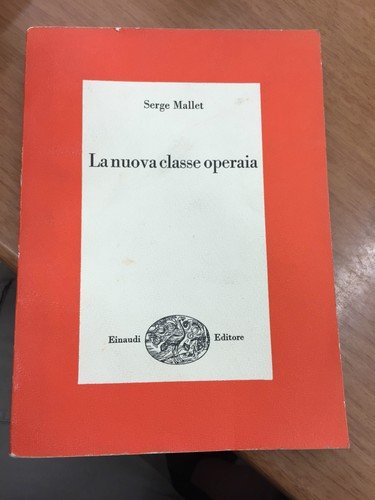 Serge Mallet
La nuova classe operaia
Einaudi Editore